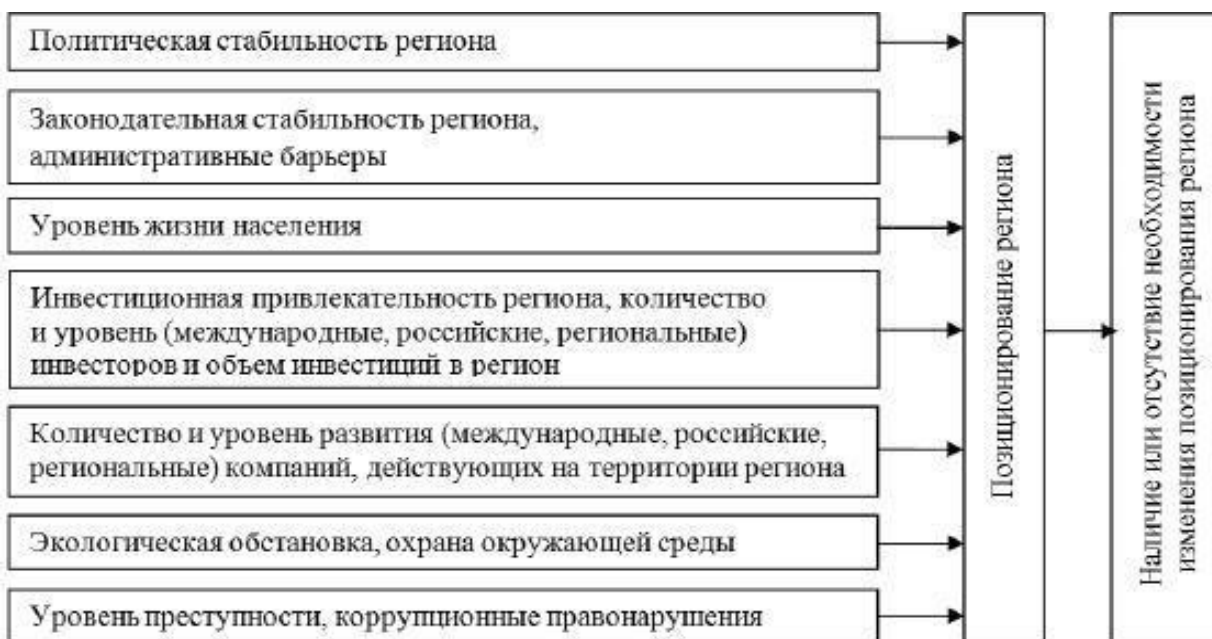 Политическая стабильность региона
Законодательная стабильность региона,
административные барьеры
Уровень жизни населения
Инвестиционная привлекательность региона, количество
и уровень (международные, российские, региональные)
инвесторов и объем инвестиций в регион
Количество и уровень развития (международные, российские,
региональные) компаний, действующих на территории региона
Экологическая обстановка, охрана окружающей среды
Уровень преступности, коррупционные правонарушения
Позиционирование региона
Наличие или отсутствие необходимости
изменения позиционирования региона